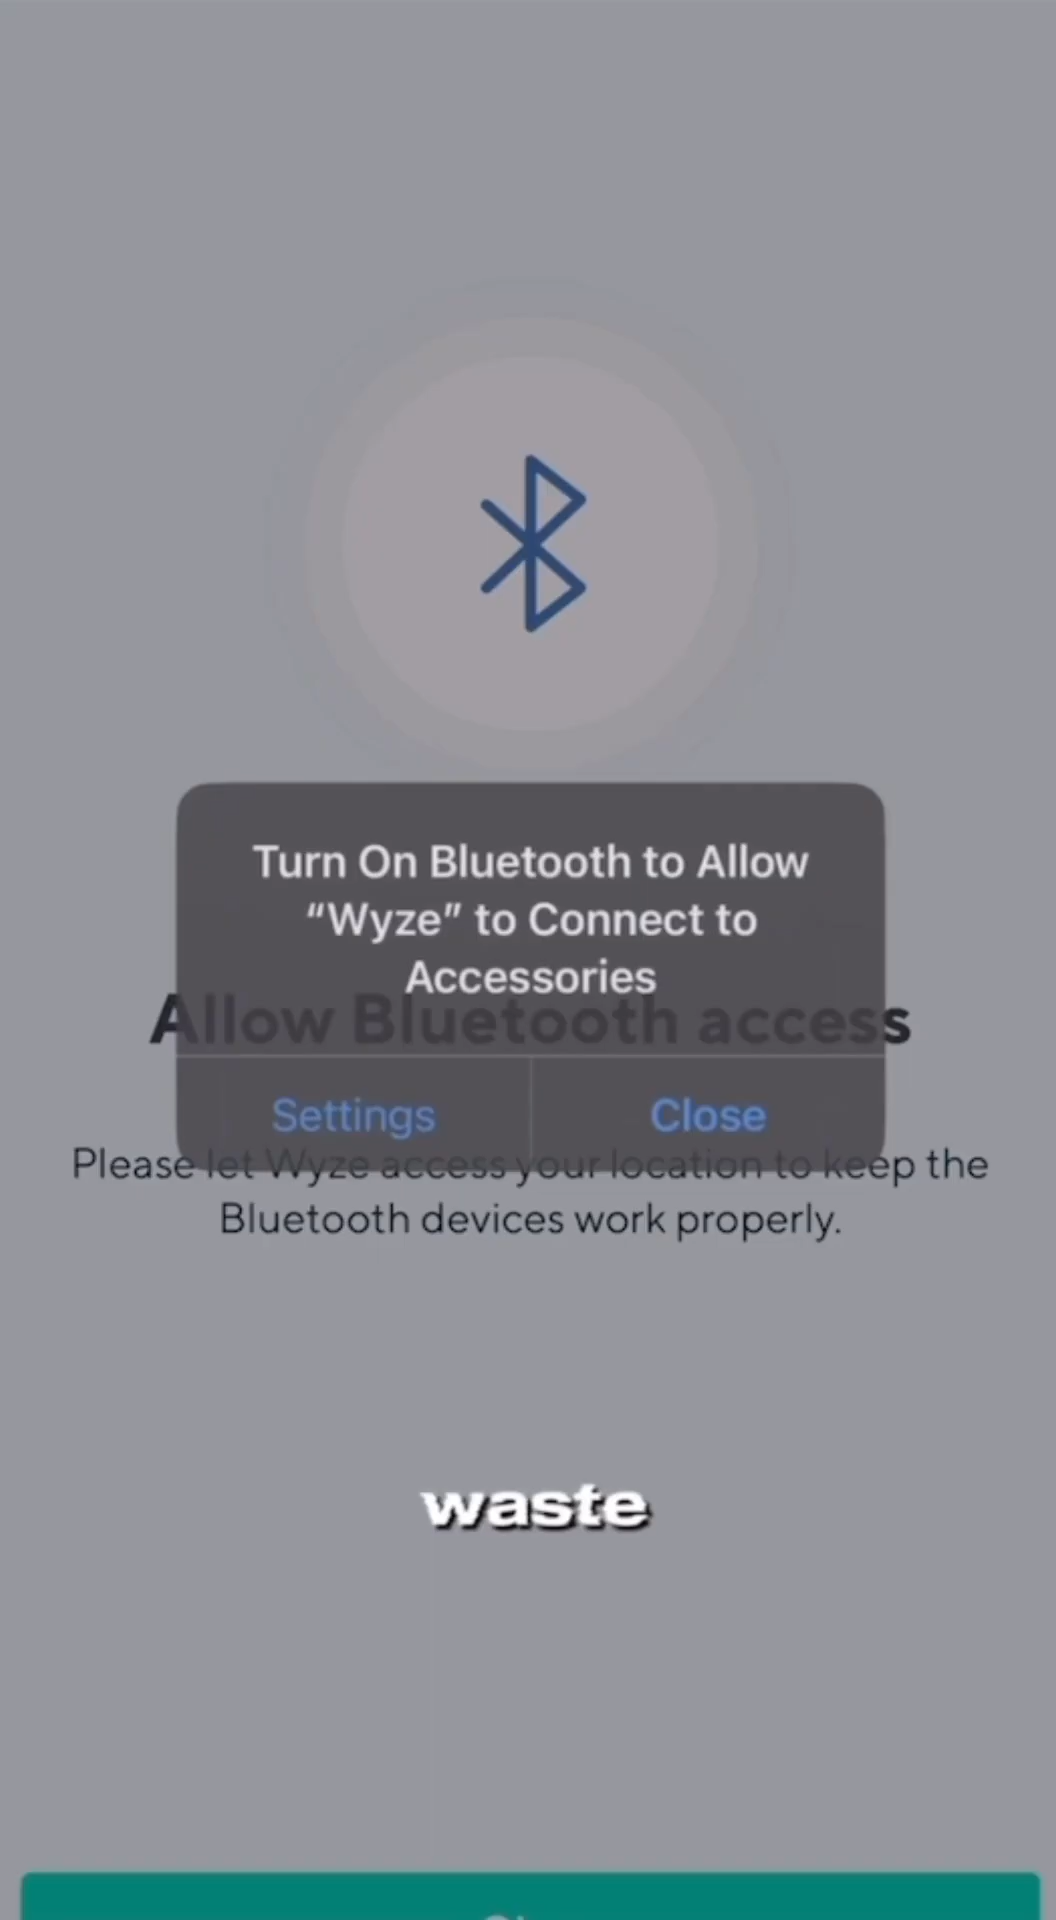 Turn On Bluetooth to Allow
“Wyze” to Connect to
Accessories
Allow Bluetooth access
Settings
Close
Please let Wyze access your location to keep the
Bluetooth devices work properly.
waste